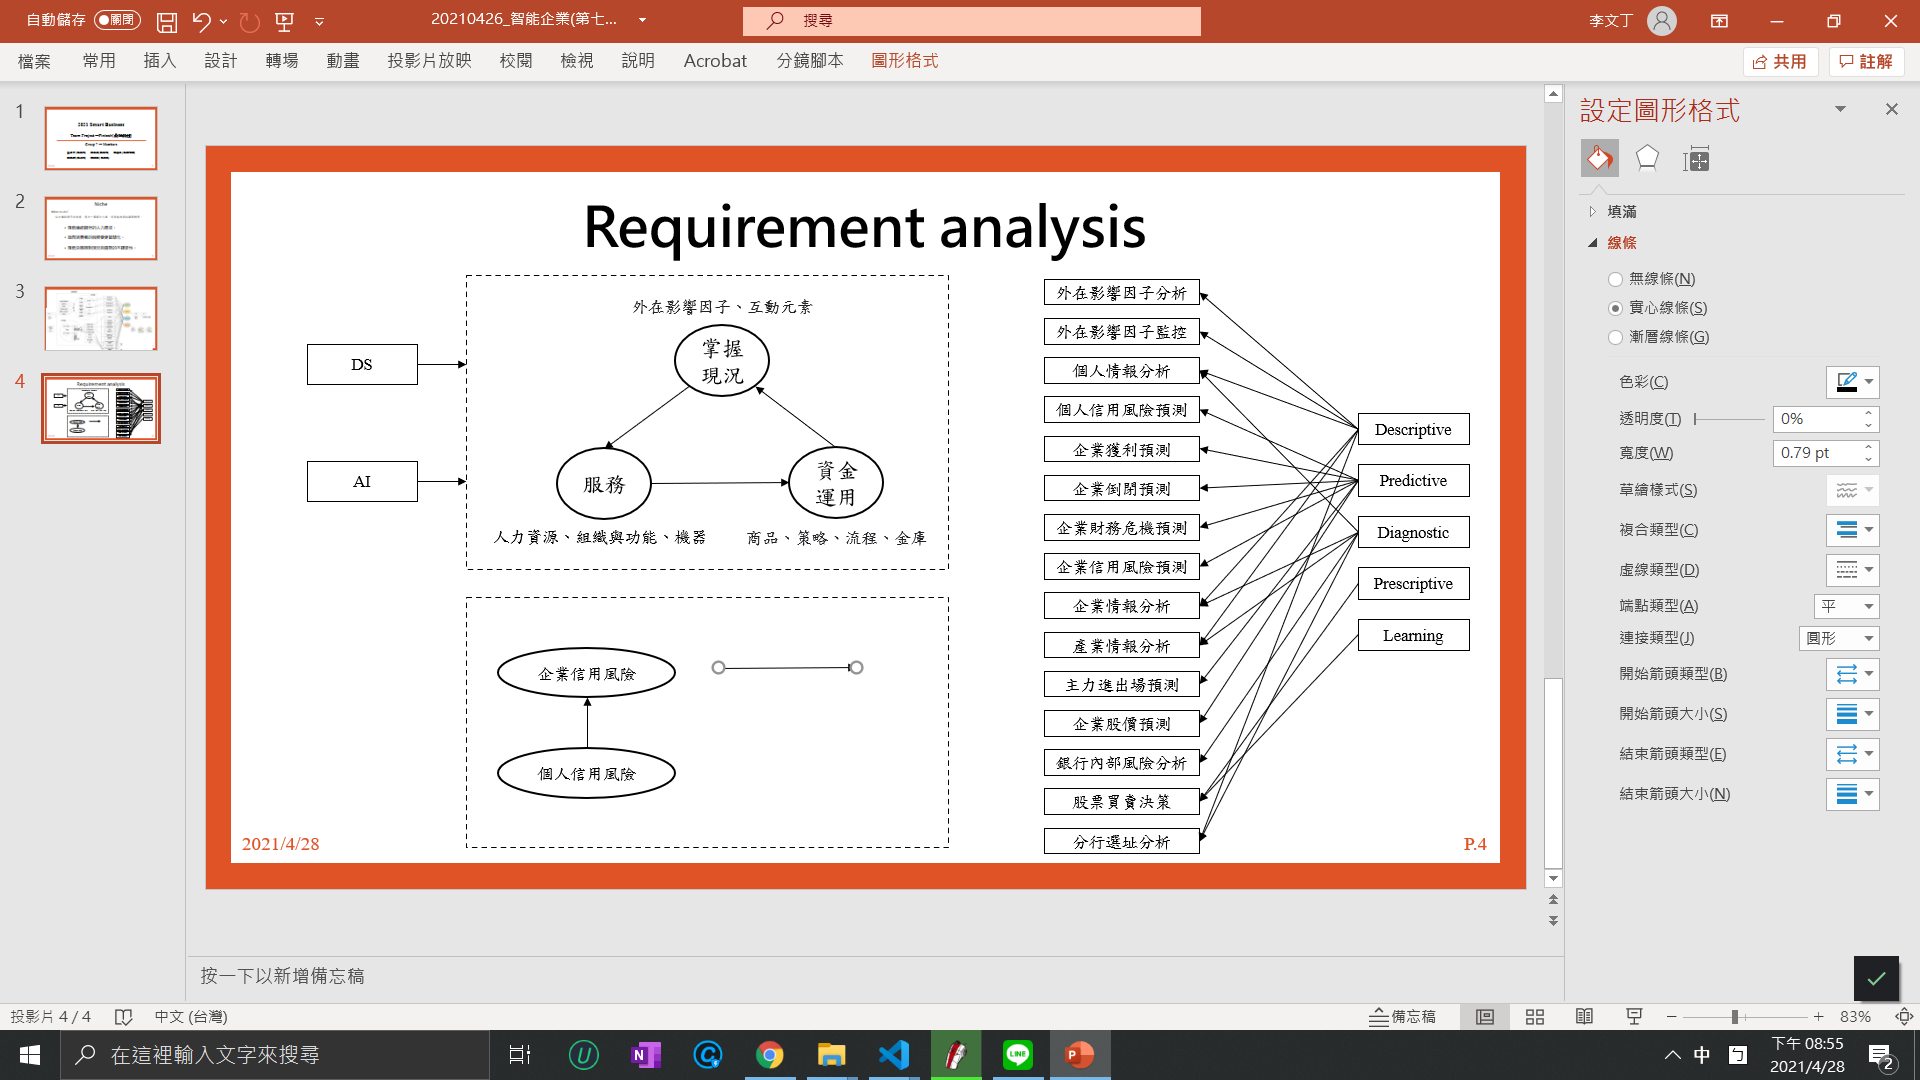 自動儲存 關閉
20210426_智能企業(第七...
搜尋
李文丁
檔案 常用 插入 設計 轉場 動畫 投影片放映 校閱 檢視 說明 Acrobat 分鏡腳本 圖形格式
共用 註解
1
2021 Smart Business
2
Niche
3
4
Requirement analysis
Requirement analysis
DS
AI
外在影響因子、互動元素
掌握
現況
服務
資金
運用
人力資源、組織與功能、機器
商品、策略、流程、金庫
企業信用風險
個人信用風險
外在影響因子分析
外在影響因子監控
個人情報分析
個人信用風險預測
企業獲利預測
企業倒閉預測
企業財務危機預測
企業信用風險預測
企業情報分析
產業情報分析
主力進出場預測
企業股價預測
銀行內部風險分析
股票買賣決策
分行選址分析
Descriptive
Predictive
Diagnostic
Prescriptive
Learning
2021/4/28
P.4
設定圖形格式
填滿
線條
無線條(N)
實心線條(S)
漸層線條(G)
色彩(C)
透明度(T) 0%
寬度(W) 0.79 pt
草繪樣式(S)
複合類型(C)
虛線類型(D)
端點類型(A) 平
連接類型(J) 圓形
開始箭頭類型(B)
開始箭頭大小(S)
結束箭頭類型(E)
結束箭頭大小(N)
按一下以新增備忘稿
投影片 4 / 4 中文 (台灣)
備忘稿
83%
在這裡輸入文字來搜尋
中
下午 08:55
2021/4/28
2